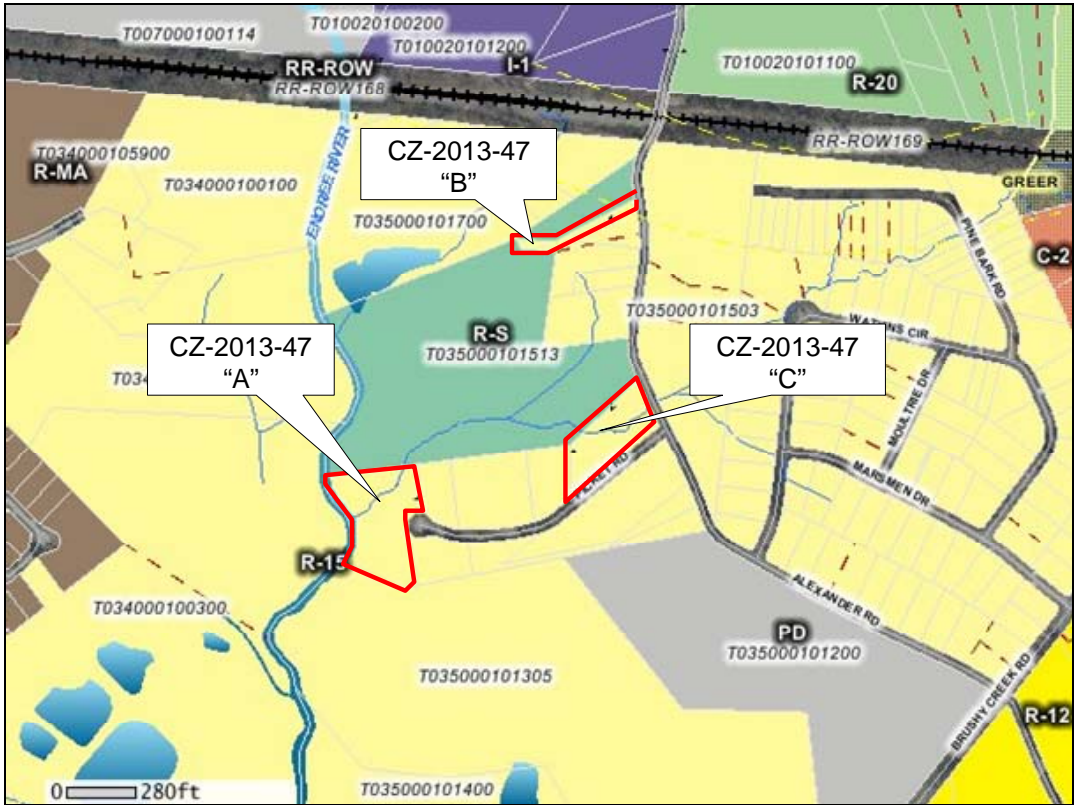 T010020100200
T007000100114
T010020101200
I-1
T010020101100
R-20
RR-ROW
RR-ROW168
RR-ROW169
CZ-2013-47
“B”
T034000105900
R-MA
T034000100100
ENOREE RIVER
T035000101700
GREER
PINE BARK RD
C-2
T035000101503
WATKINS CIR
R-S
T035000101513
CZ-2013-47
“A”
CZ-2013-47
“C”
MOULTRIE DR
MARSMEN DR
R-15
ALEXANDER RD
T034000100300
PD
T035000101200
T035000101305
BRUSHY CREEK RD
R-12
0
280ft
T035000101400